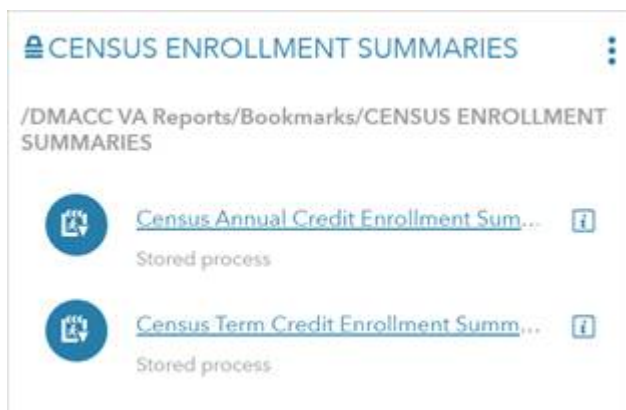 CENSUS ENROLLMENT SUMMARIES
/DMACC VA Reports/Bookmarks/CENSUS ENROLLMENT
SUMMARIES
Census Annual Credit Enrollment Sum...
Stored process
Census Term Credit Enrollment Summ...
Stored process